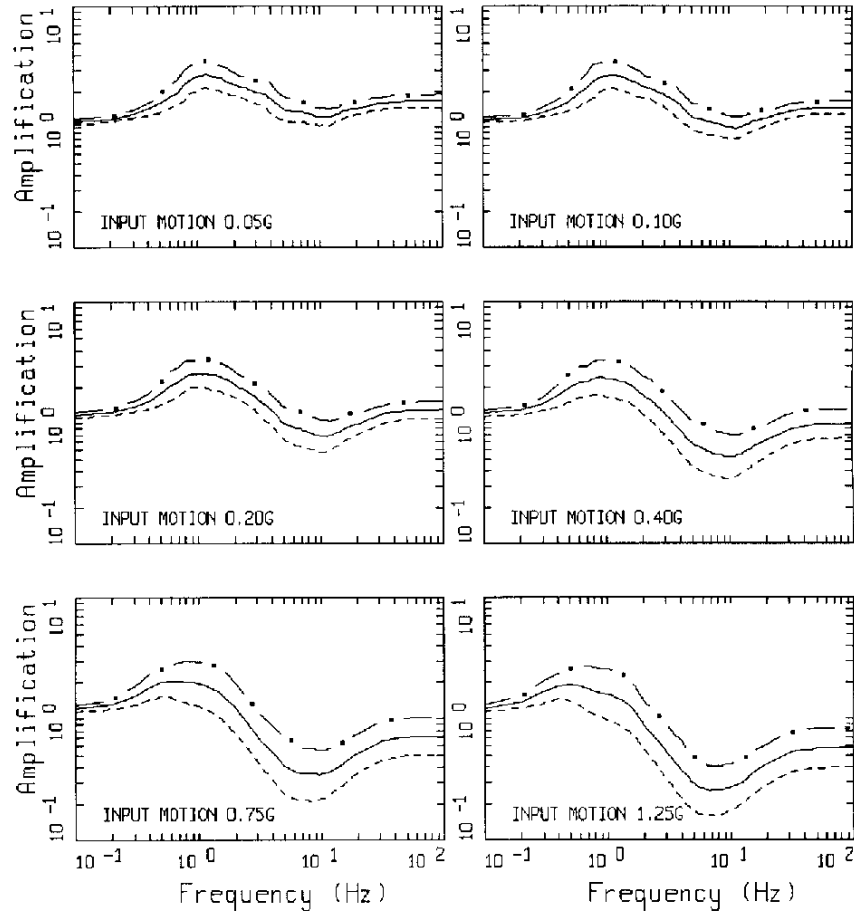 Amplification
10^1
10^0
10^-1
INPUT MOTION 0.05G
10^1
10^0
10^-1
INPUT MOTION 0.10G
Amplification
10^1
10^0
10^-1
INPUT MOTION 0.20G
10^1
10^0
10^-1
INPUT MOTION 0.40G
Amplification
10^1
10^0
10^-1
INPUT MOTION 0.75G
10^1
10^0
10^-1
INPUT MOTION 1.25G
10^-1 10^0 10^1 10^2
10^-1 10^0 10^1 10^2
Frequency (Hz)
Frequency (Hz)